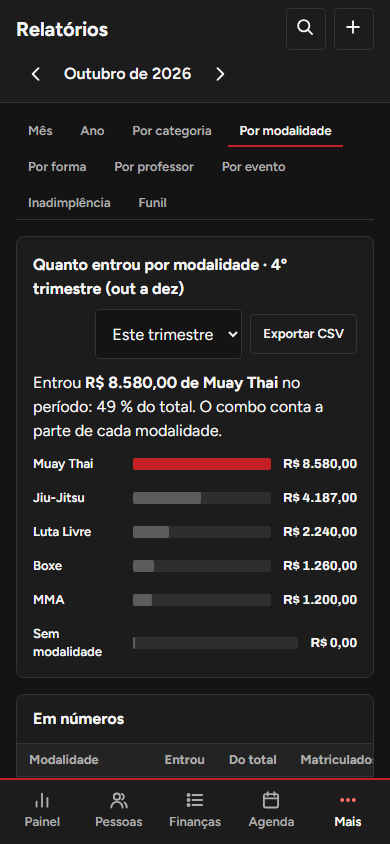 Relatórios
Outubro de 2026
Mês Ano Por categoria Por modalidade
Por forma Por professor Por evento
Inadimplência Funil
Quanto entrou por modalidade · 4º
trimestre (out a dez)
Este trimestre Exportar CSV
Entrou R$ 8.580,00 de Muay Thai no
período: 49 % do total. O combo conta a
parte de cada modalidade.
Muay Thai R$ 8.580,00
Jiu-Jitsu R$ 4.187,00
Luta Livre R$ 2.240,00
Boxe R$ 1.260,00
MMA R$ 1.200,00
Sem
modalidade R$ 0,00
Em números
Modalidade Entrou Do total Matriculados
Painel Pessoas Finanças Agenda Mais